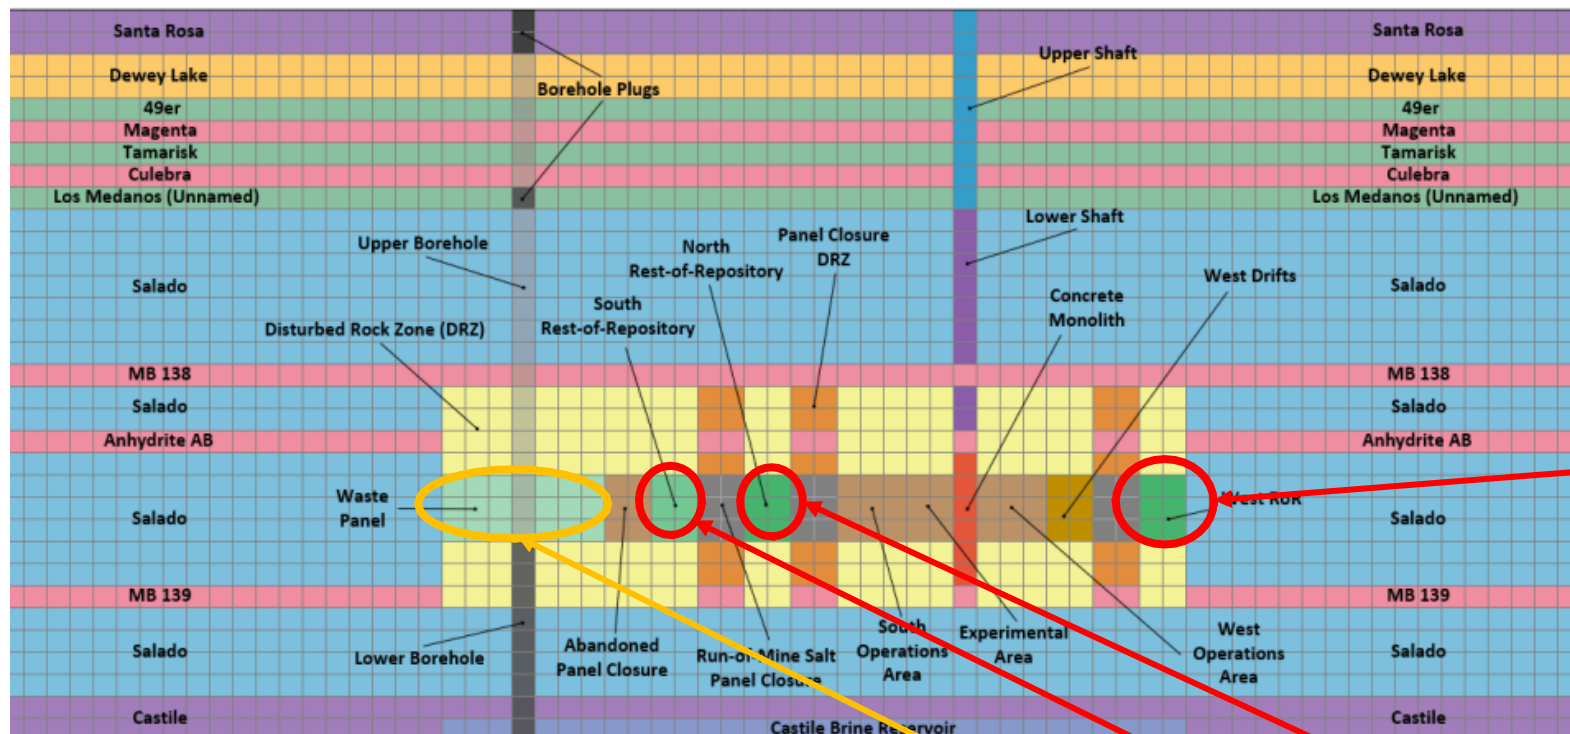 Santa Rosa
Santa Rosa
Upper Shaft
Dewey Lake
Dewey Lake
Borehole Plugs
49er
49er
Magenta
Magenta
Tamarisk
Tamarisk
Culebra
Culebra
Los Medanos (Unnamed)
Los Medanos (Unnamed)
Lower Shaft
Upper Borehole
Panel Closure
DRZ
North
Rest-of-Repository
West Drifts
Salado
Salado
Concrete
Monolith
South
Rest-of-Repository
Disturbed Rock Zone (DRZ)
MB 138
MB 138
Salado
Salado
Anhydrite AB
Anhydrite AB
Waste
Panel
West RoR
Salado
Salado
MB 139
MB 139
Lower Borehole
Abandoned
Panel Closure
Run-of-Mine Salt
Panel Closure
South
Operations
Area
Experimental
Area
West
Operations
Area
Salado
Salado
Castile
Castile
Castile Brine Reservoir